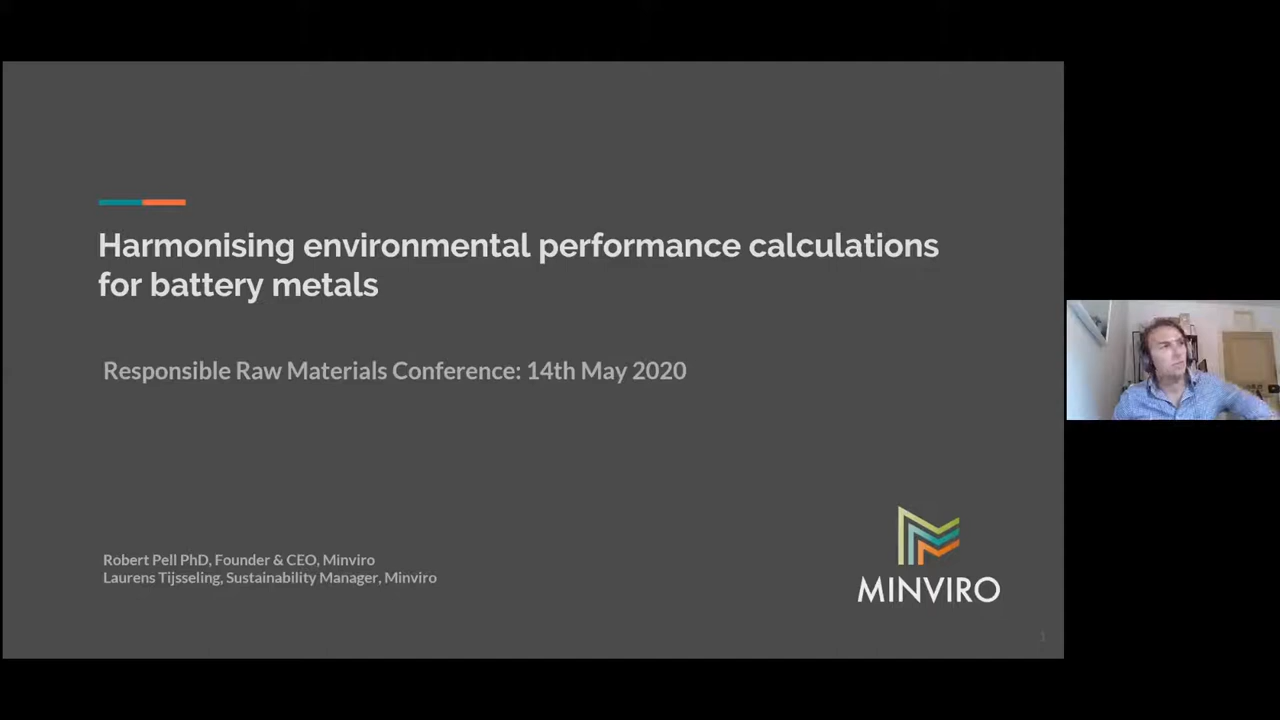 Harmonising environmental performance calculations
for battery metals
Responsible Raw Materials Conference: 14th May 2020
Robert Pell PhD, Founder & CEO, Minviro
Laurens Tijsseling, Sustainability Manager, Minviro
MINVIRO
1